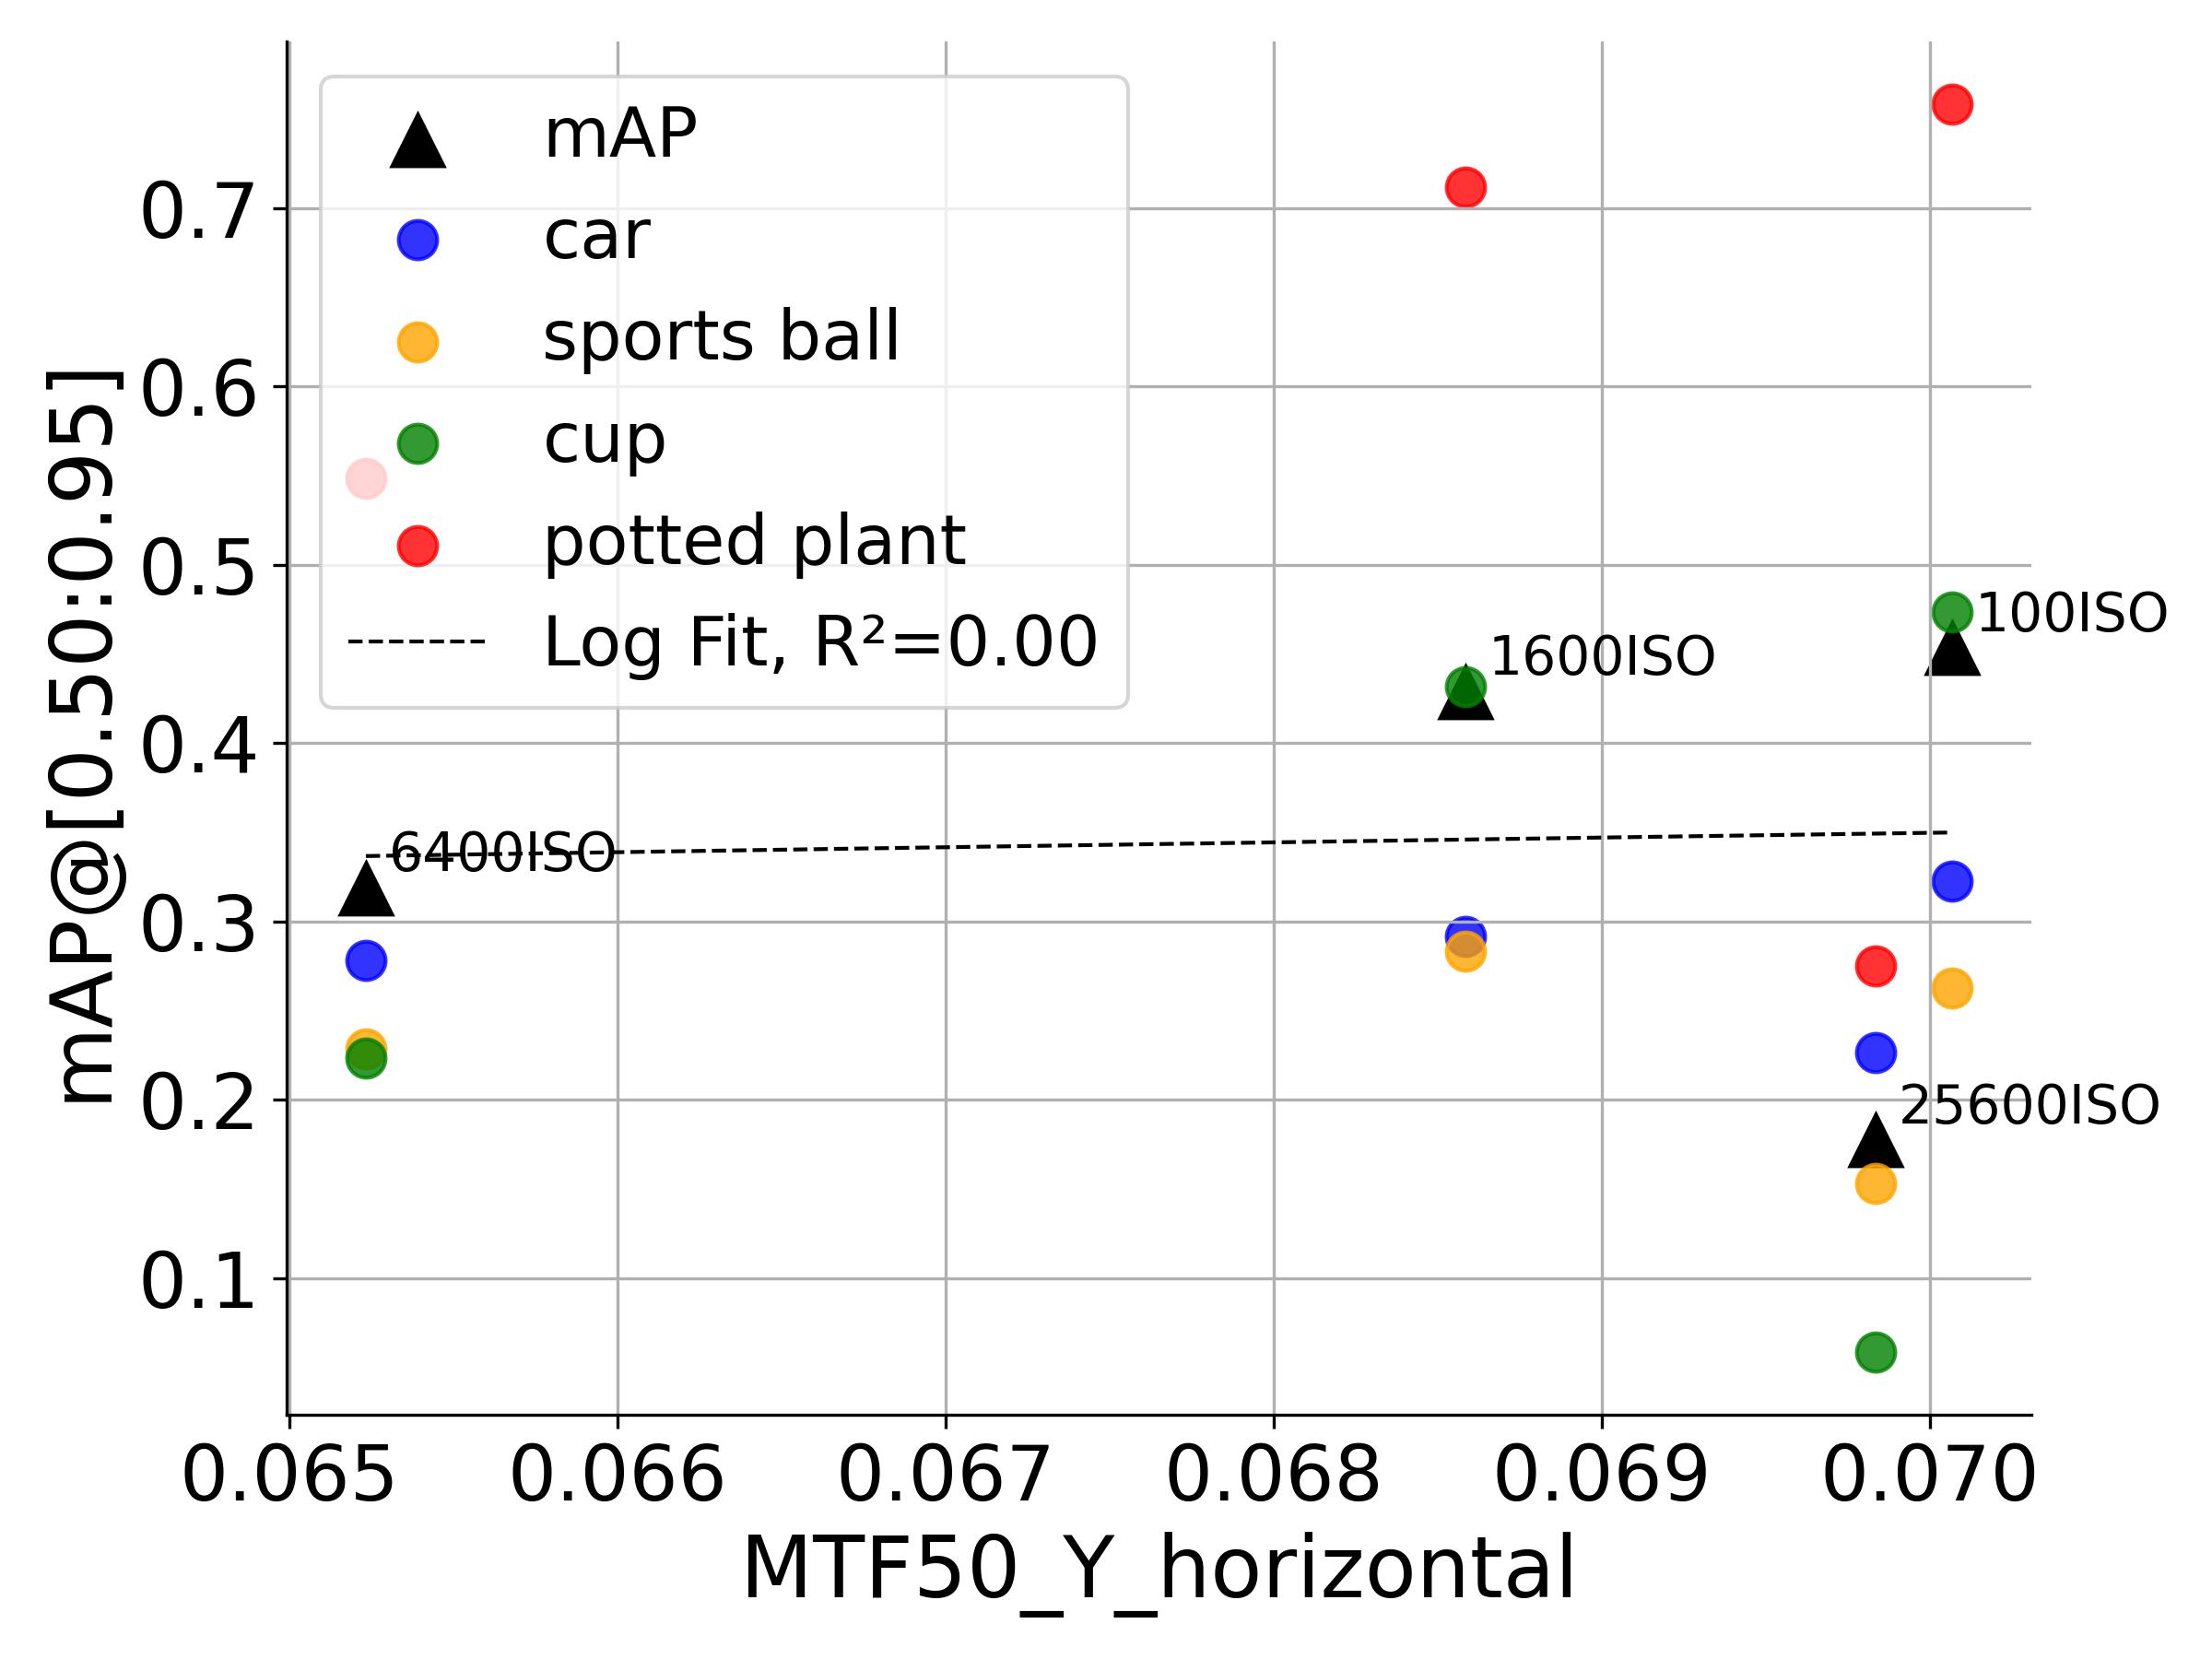 mAP
car
sports ball
cup
potted plant
Log Fit, R²=0.00
0.7
0.6
0.5
0.4
0.3
0.2
0.1
mAP@[0.50:0.95]
100ISO
1600ISO
6400ISO
25600ISO
0.065 0.066 0.067 0.068 0.069 0.070
MTF50_Y_horizontal